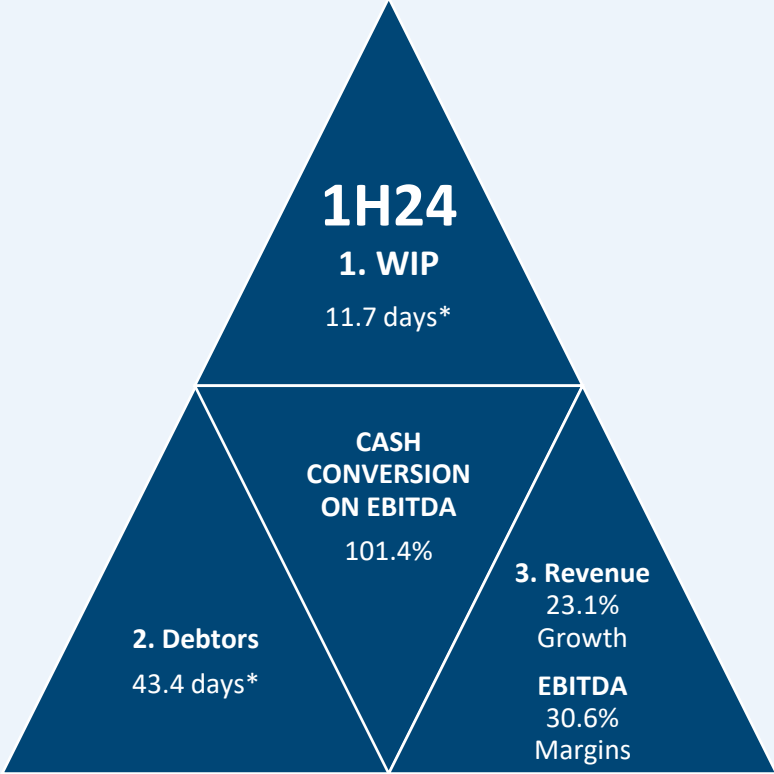 1H24
1. WIP
11.7 days*
CASH
CONVERSION
ON EBITDA
101.4%
2. Debtors
43.4 days*
3. Revenue
23.1%
Growth
EBITDA
30.6%
Margins